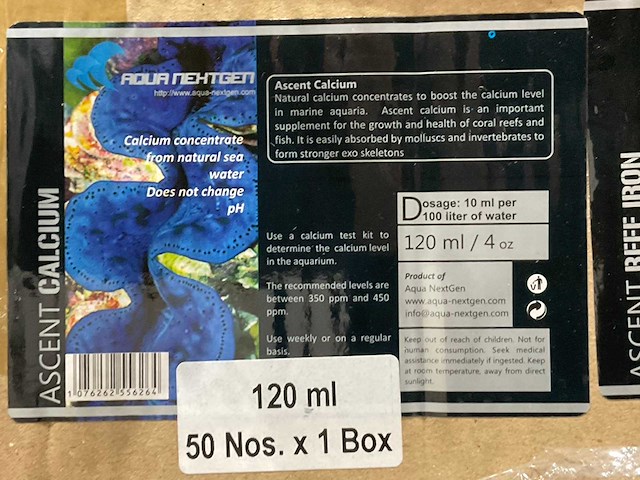 AQUA NEXTGEN
http://www.aqua-nextgen.com
Calcium concentrate
from natural sea
water
Does not change
pH
ASCENT CALCIUM
1 076262 556264
Ascent Calcium
Natural calcium concentrates to boost the calcium level
in marine aquaria. Ascent calcium is an important
supplement for the growth and health of coral reefs and
fish. It is easily absorbed by molluscs and invertebrates to
form stronger exo skeletons
Use a calcium test kit to
determine the calcium level
in the aquarium.
The recommended levels are
between 350 ppm and 450
ppm.
Use weekly or on a regular
basis.
Dosage: 10 ml per
100 liter of water
120 ml / 4 oz
Product of
Aqua NextGen
www.aqua-nextgen.com
info@aqua-nextgen.com
Keep out of reach of children. Not for
human consumption. Seek medical
assistance immediately if ingested. Keep
at room temperature, away from direct
sunlight.
120 ml
50 Nos. x 1 Box
ASCENT REEF IRON